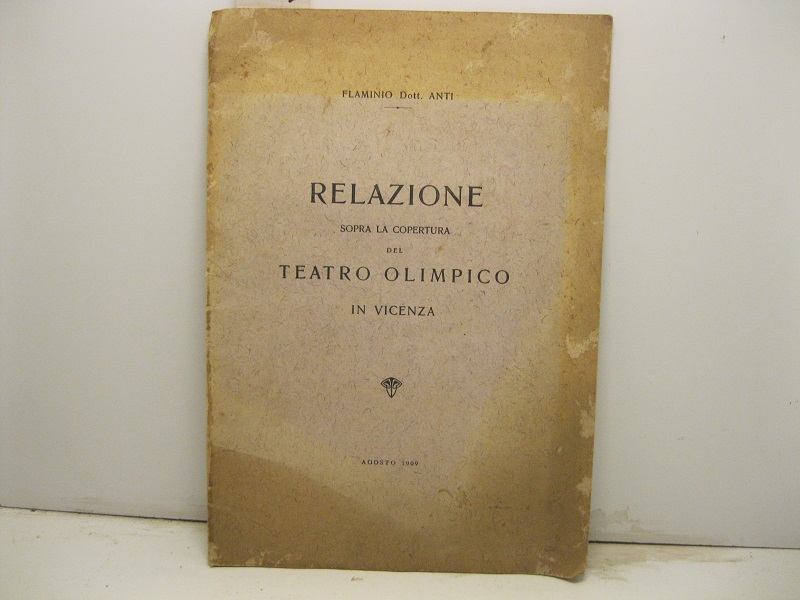 FLAMINIO Dott. ANTI
RELAZIONE
SOPRA LA COPERTURA
DEL
TEATRO OLIMPICO
IN VICENZA
AGOSTO 1909